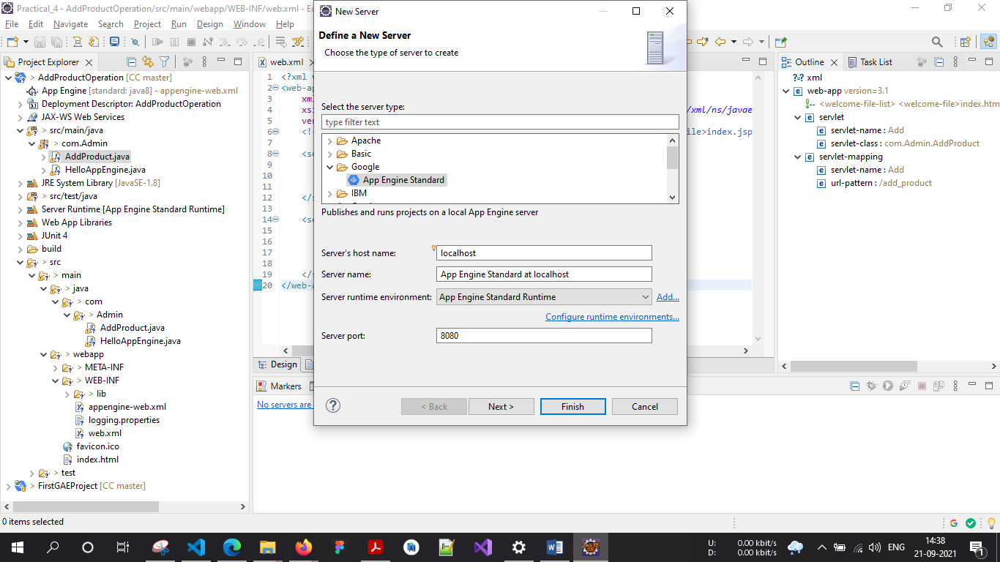 Practical_4 - AddProductOperation/src/main/webapp/WEB-INF/web.xml - Ec
File Edit Navigate Search Project Run Design Window Help
Project Explorer
> AddProductOperation [CC master]
App Engine [standard: java8] - appengine-web.xml
Deployment Descriptor: AddProductOperation
JAX-WS Web Services
> src/main/java
> com.Admin
> AddProduct.java
> HelloAppEngine.java
JRE System Library [JavaSE-1.8]
> src/test/java
Server Runtime [App Engine Standard Runtime]
Web App Libraries
JUnit 4
> build
> src
> main
> java
> com
> Admin
AddProduct.java
HelloAppEngine.java
> webapp
> META-INF
> WEB-INF
> lib
appengine-web.xml
logging.properties
web.xml
favicon.ico
index.html
> test
> FirstGAEProject [CC master]
0 items selected
web.xml
1 <?xml v
2 <web-ap
3 xml
4 xsi /xml/ns/javae
5 ver
6 <!- file>index.jsp
7
8 <se
9
10
11
12 </s
13
14 <se
15
16
17
18
19 </s
20 </web-a
Design
Markers
No servers are
New Server
Define a New Server
Choose the type of server to create
Select the server type:
type filter text
Apache
Basic
Google
App Engine Standard
IBM
Publishes and runs projects on a local App Engine server
Server's host name: localhost
Server name: App Engine Standard at localhost
Server runtime environment: App Engine Standard Runtime Add...
Configure runtime environments...
Server port: 8080
? < Back Next > Finish Cancel
Outline Task List
?-? xml
e web-app version=3.1
<welcome-file-list> <welcome-file>index.htm
e servlet
e servlet-name : Add
e servlet-class : com.Admin.AddProduct
e servlet-mapping
e servlet-name : Add
e url-pattern : /add_product
U: 0.00 kbit/s
D: 0.00 kbit/s
ENG
14:38
21-09-2021
1